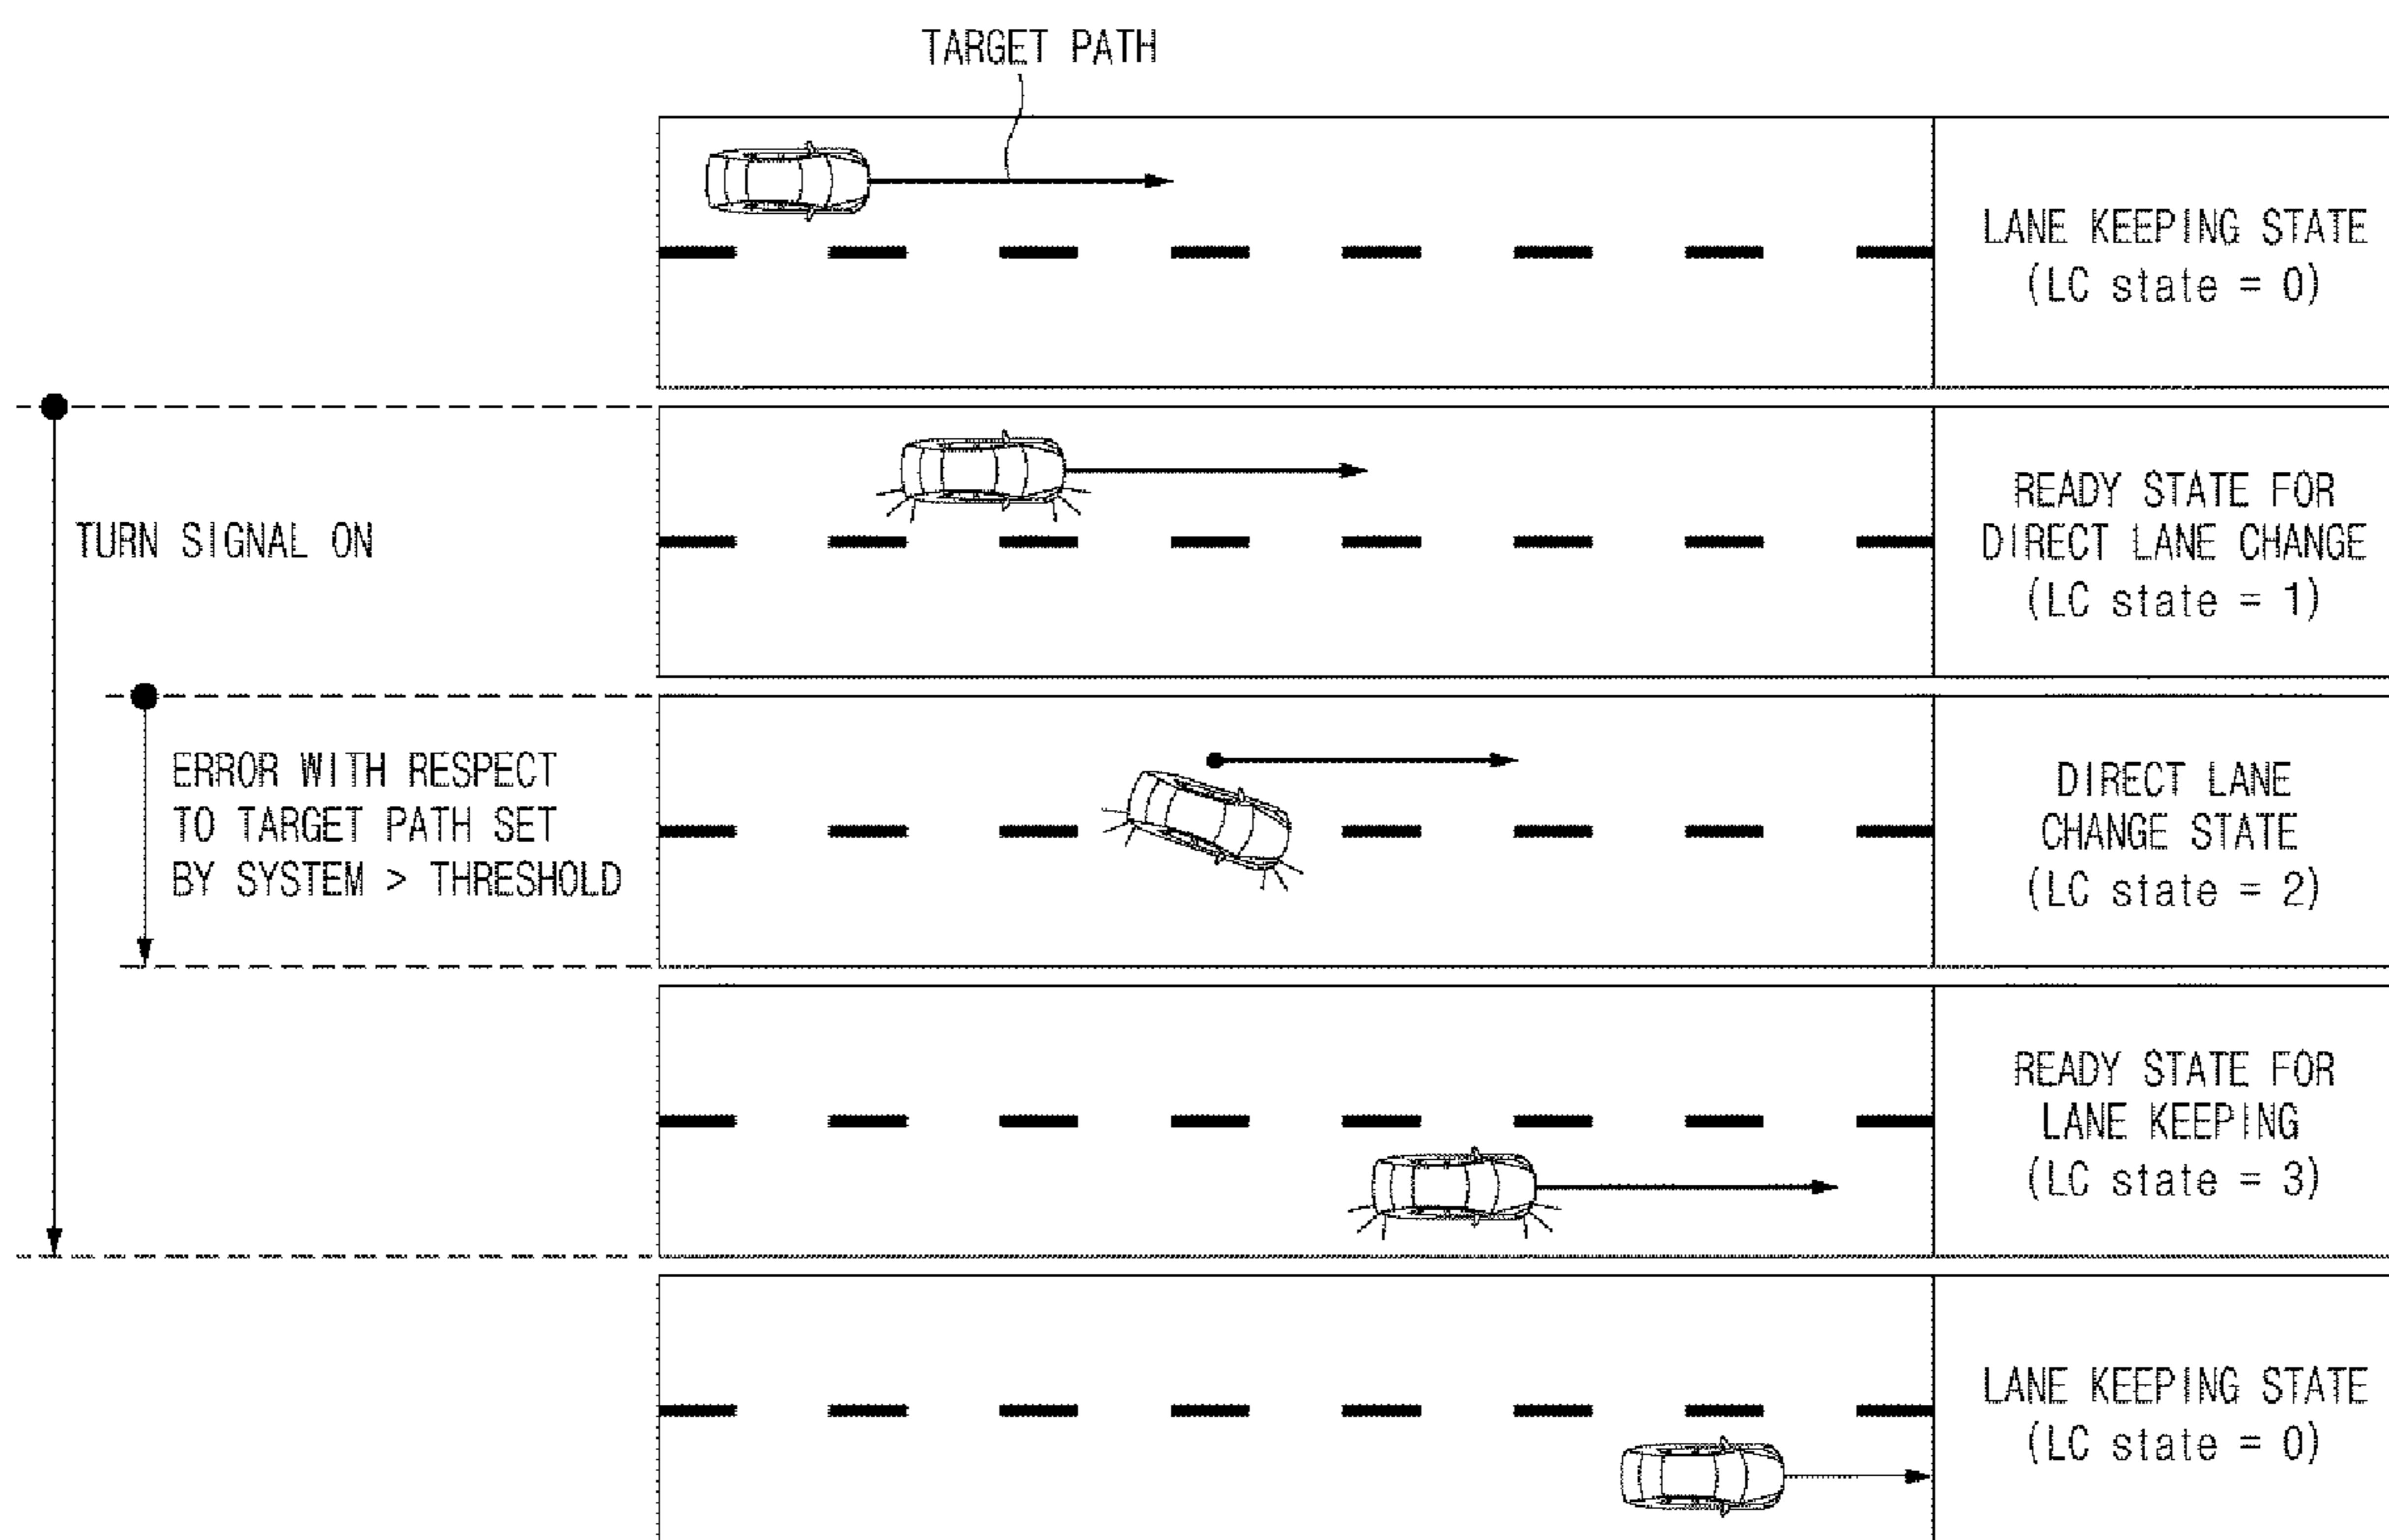 TARGET PATH
LANE KEEPING STATE
(LC state = 0)
TURN SIGNAL ON
READY STATE FOR
DIRECT LANE CHANGE
(LC state = 1)
ERROR WITH RESPECT
TO TARGET PATH SET
BY SYSTEM > THRESHOLD
DIRECT LANE
CHANGE STATE
(LC state = 2)
READY STATE FOR
LANE KEEPING
(LC state = 3)
LANE KEEPING STATE
(LC state = 0)